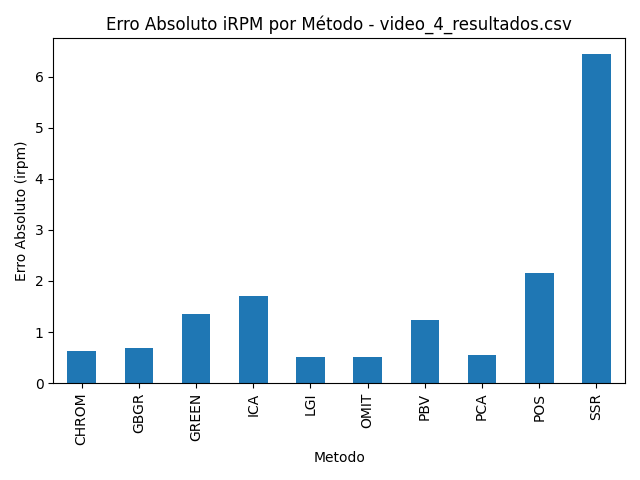 Erro Absoluto iRPM por Método - video_4_resultados.csv
Erro Absoluto (irpm)
6
5
4
3
2
1
0
CHROM
GBGR
GREEN
ICA
LGI
OMIT
PBV
PCA
POS
SSR
Metodo